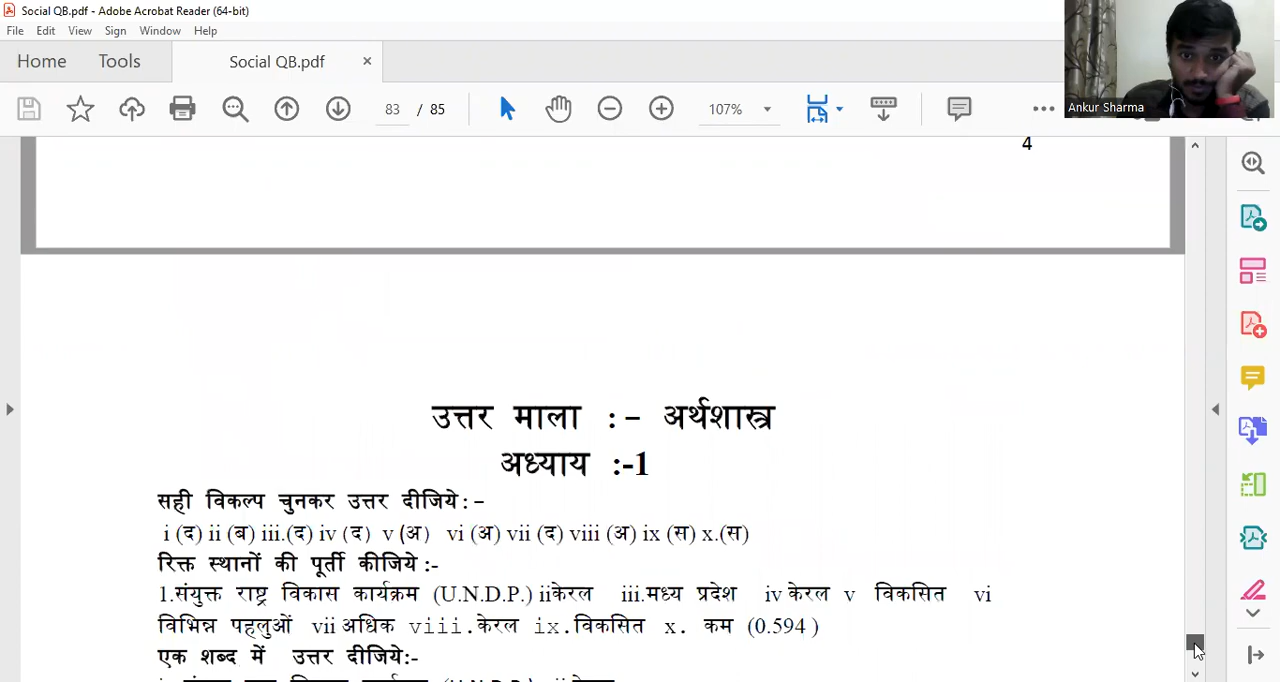 Social QB.pdf - Adobe Acrobat Reader (64-bit)
File Edit View Sign Window Help
Home Tools Social QB.pdf ×
83 / 85 107%
Ankur Sharma
4
उत्तर माला :- अर्थशास्त्र
अध्याय :-1
सही विकल्प चुनकर उत्तर दीजिये:-
i (द) ii (ब) iii.(द) iv (द) v (अ) vi (अ) vii (द) viii (अ) ix (स) x.(स)
रिक्त स्थानों की पूर्ती कीजिये :-
1.संयुक्त राष्ट्र विकास कार्यक्रम (U.N.D.P.) iiकेरल iii.मध्य प्रदेश iv केरल v विकसित vi
विभिन्न पहलुओं vii अधिक viii.केरल ix.विकसित x. कम (0.594 )
एक शब्द में उत्तर दीजिये:-